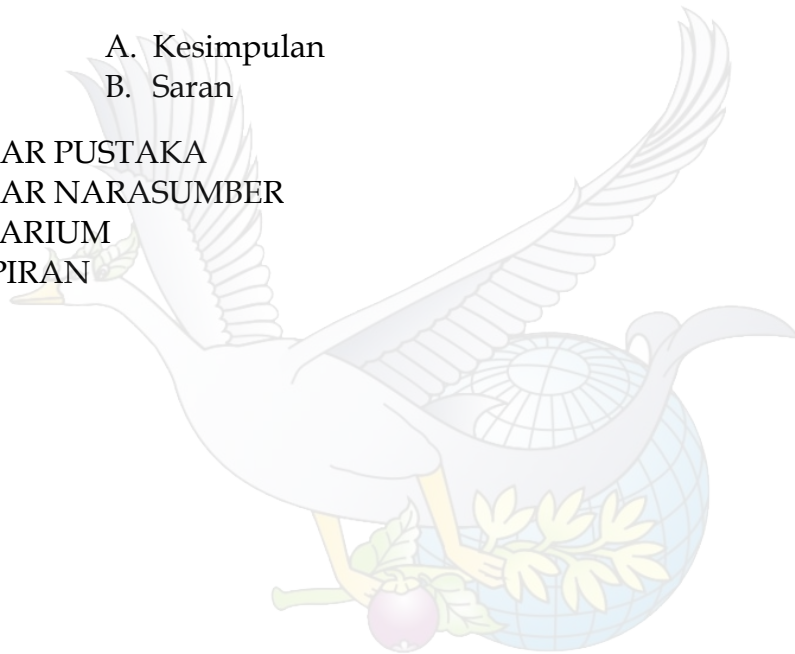 A. Kesimpulan
B. Saran
AR PUSTAKA
AR NARASUMBER
ARIUM
PIRAN